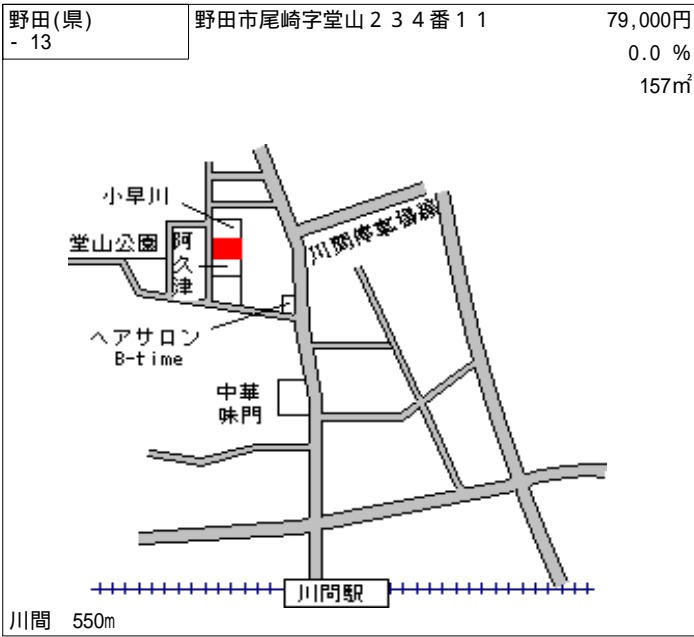 野田(県)
- 13
野田市尾崎字堂山２３４番１１
79,000円
0.0 %
157㎡
小早川
堂山公園
阿久津
川間停車場線
ヘアサロン
B-time
中華
味門
川間駅
川間 550m